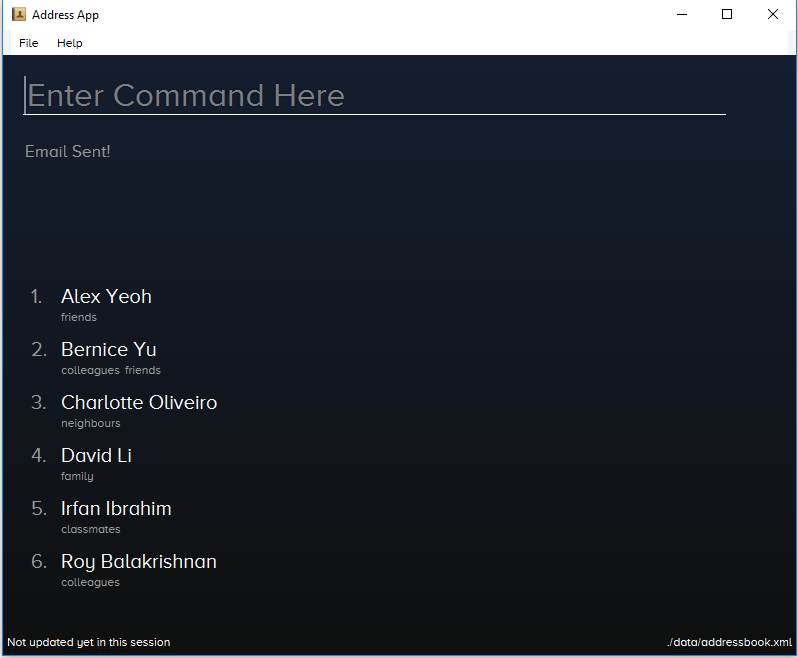 Address App
File Help
Enter Command Here
Email Sent!
1. Alex Yeoh
friends
2. Bernice Yu
colleagues friends
3. Charlotte Oliveiro
neighbours
4. David Li
family
5. Irfan Ibrahim
classmates
6. Roy Balakrishnan
colleagues
Not updated yet in this session ./data/addressbook.xml